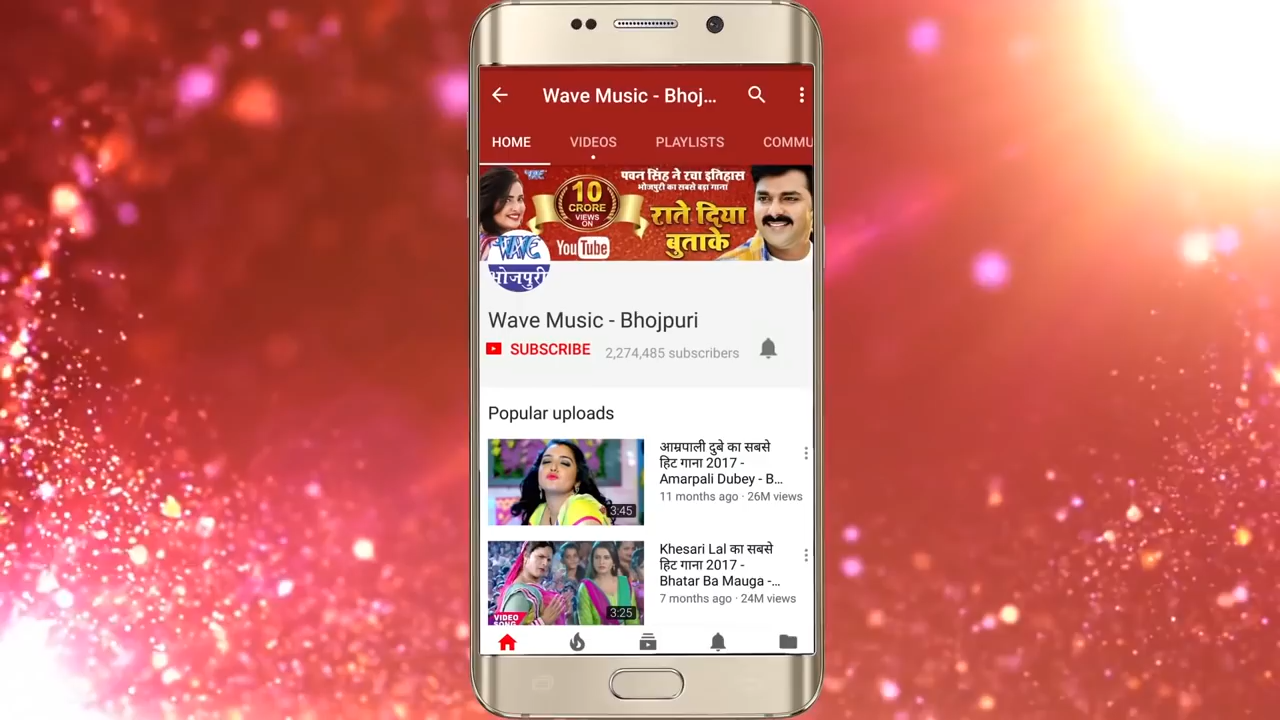 Wave Music - Bhoj...
HOME VIDEOS PLAYLISTS COMMU
WAVE
10
CRORE
VIEWS
ON
YouTube
पवन सिंह ने रचा इतिहास
भोजपुरी का सबसे बड़ा गाना
राते दिया
बुताके
WAVE
भोजपुरी
Wave Music - Bhojpuri
SUBSCRIBE 2,274,485 subscribers
Popular uploads
आम्रपाली दुबे का सबसे
हिट गाना 2017 -
Amarpali Dubey - B...
11 months ago · 26M views
3:45
Khesari Lal का सबसे
हिट गाना 2017 -
Bhatar Ba Mauga -...
7 months ago · 24M views
3:25
VIDEO
SONG